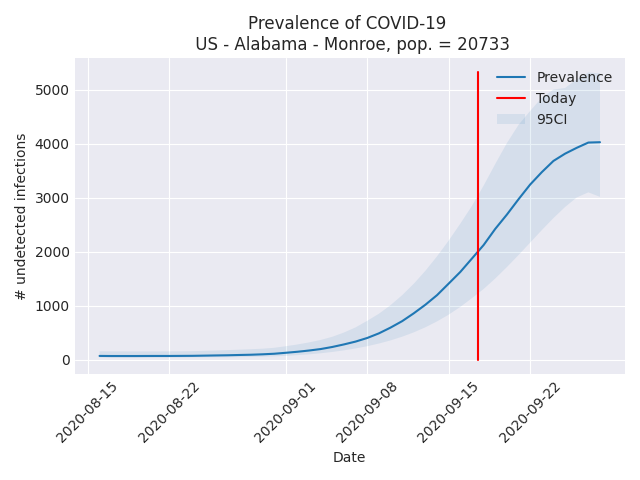 Prevalence of COVID-19
US - Alabama - Monroe, pop. = 20733
Prevalence
Today
95CI
5000
4000
3000
2000
1000
0
# undetected infections
2020-08-15
2020-08-22
2020-09-01
2020-09-08
2020-09-15
2020-09-22
Date